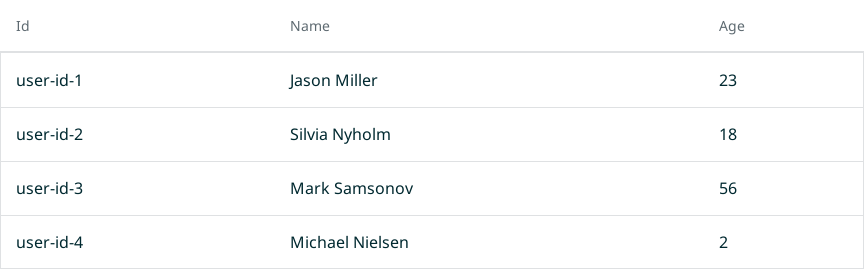 Id Name Age
user-id-1 Jason Miller 23
user-id-2 Silvia Nyholm 18
user-id-3 Mark Samsonov 56
user-id-4 Michael Nielsen 2